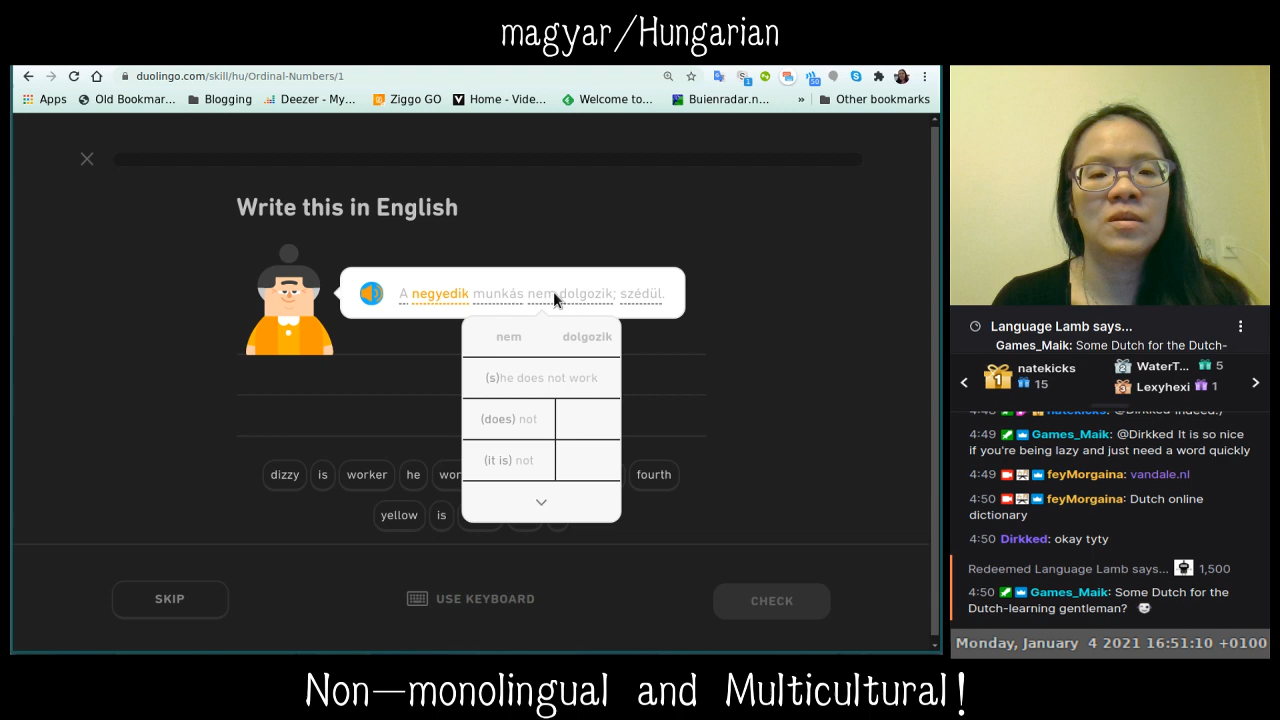 magyar/Hungarian
duolingo.com/skill/hu/Ordinal-Numbers/1
Apps Old Bookmar... Blogging Deezer - My... Ziggo GO Home - Vide... Welcome to... Buienradar.n... » Other bookmarks
Write this in English
A negyedik munkás nem dolgozik; szédül.
nem dolgozik
(s)he does not work
(does) not
(it is) not
dizzy is worker he wor fourth
yellow is
SKIP USE KEYBOARD CHECK
Language Lamb says...
Games_Maik: Some Dutch for the Dutch-
natekicks
15
WaterT... 5
Lexyhexi 1
4:49 Games_Maik: @Dirkked It is so nice
if you're being lazy and just need a word quickly
4:49 feyMorgaina: vandale.nl
4:50 feyMorgaina: Dutch online
dictionary
4:50 Dirkked: okay tyty
Redeemed Language Lamb says... 1,500
4:50 Games_Maik: Some Dutch for the
Dutch-learning gentleman?
Monday, January 4 2021 16:51:10 +0100
Non-monolingual and Multicultural!